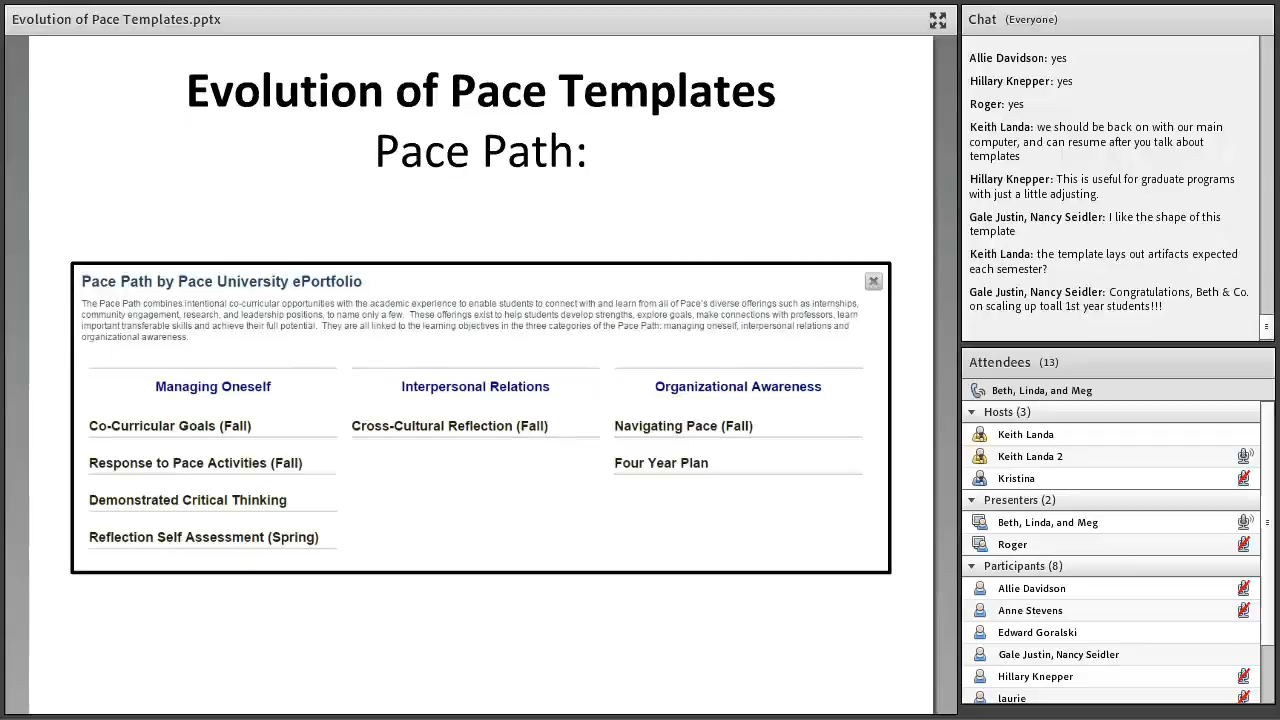 Evolution of Pace Templates.pptx
Evolution of Pace Templates
Pace Path:
Pace Path by Pace University ePortfolio
The Pace Path combines intentional co-curricular opportunities with the academic experience to enable students to connect with and learn from all of Pace's diverse offerings such as internships,
community engagement, research, and leadership positions, to name only a few. These offerings exist to help students develop strengths, explore goals, make connections with professors, learn
important transferable skills and achieve their full potential. They are all linked to the learning objectives in the three categories of the Pace Path: managing oneself, interpersonal relations and
organizational awareness.
Managing Oneself
Co-Curricular Goals (Fall)
Response to Pace Activities (Fall)
Demonstrated Critical Thinking
Reflection Self Assessment (Spring)
Interpersonal Relations
Cross-Cultural Reflection (Fall)
Organizational Awareness
Navigating Pace (Fall)
Four Year Plan
Chat (Everyone)
Allie Davidson: yes
Hillary Knepper: yes
Roger: yes
Keith Landa: we should be back on with our main
computer, and can resume after you talk about
templates
Hillary Knepper: This is useful for graduate programs
with just a little adjusting.
Gale Justin, Nancy Seidler: I like the shape of this
template
Keith Landa: the template lays out artifacts expected
each semester?
Gale Justin, Nancy Seidler: Congratulations, Beth & Co.
on scaling up toall 1st year students!!!
Attendees (13)
Beth, Linda, and Meg
Hosts (3)
Keith Landa
Keith Landa 2
Kristina
Presenters (2)
Beth, Linda, and Meg
Roger
Participants (8)
Allie Davidson
Anne Stevens
Edward Goralski
Gale Justin, Nancy Seidler
Hillary Knepper
laurie